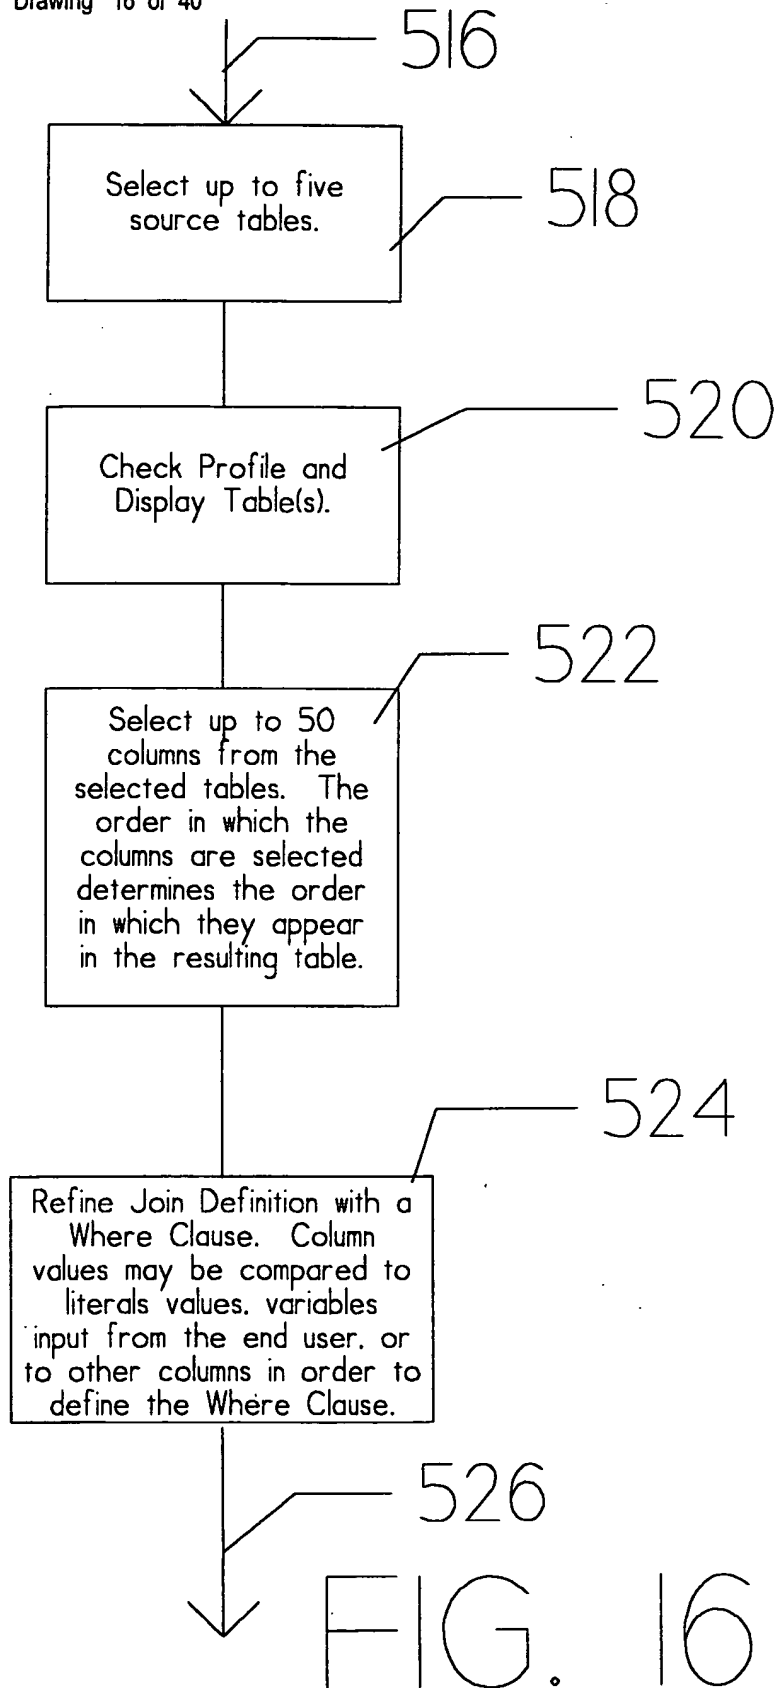 Drawing 16 of 40
516
Select up to five
source tables.
518
520
Check Profile and
Display Table(s).
522
Select up to 50
columns from the
selected tables. The
order in which the
columns are selected
determines the order
in which they appear
in the resulting table.
524
Refine Join Definition with a
Where Clause. Column
values may be compared to
literals values, variables
input from the end user, or
to other columns in order to
define the Where Clause.
526
FIG. 16